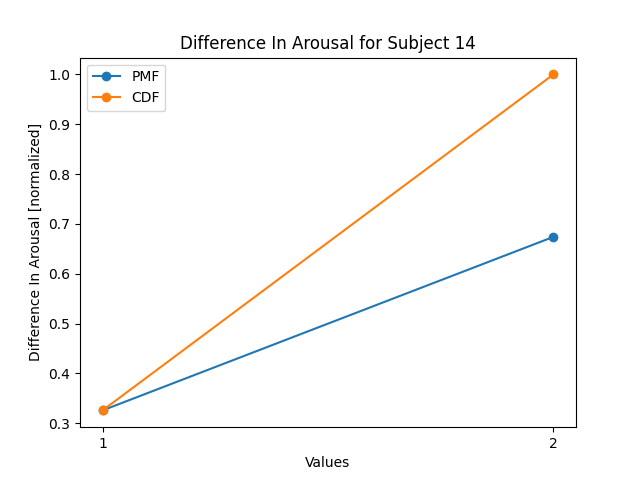 Difference In Arousal for Subject 14
PMF
CDF
Difference In Arousal [normalized]
1.0
0.9
0.8
0.7
0.6
0.5
0.4
0.3
1
2
Values